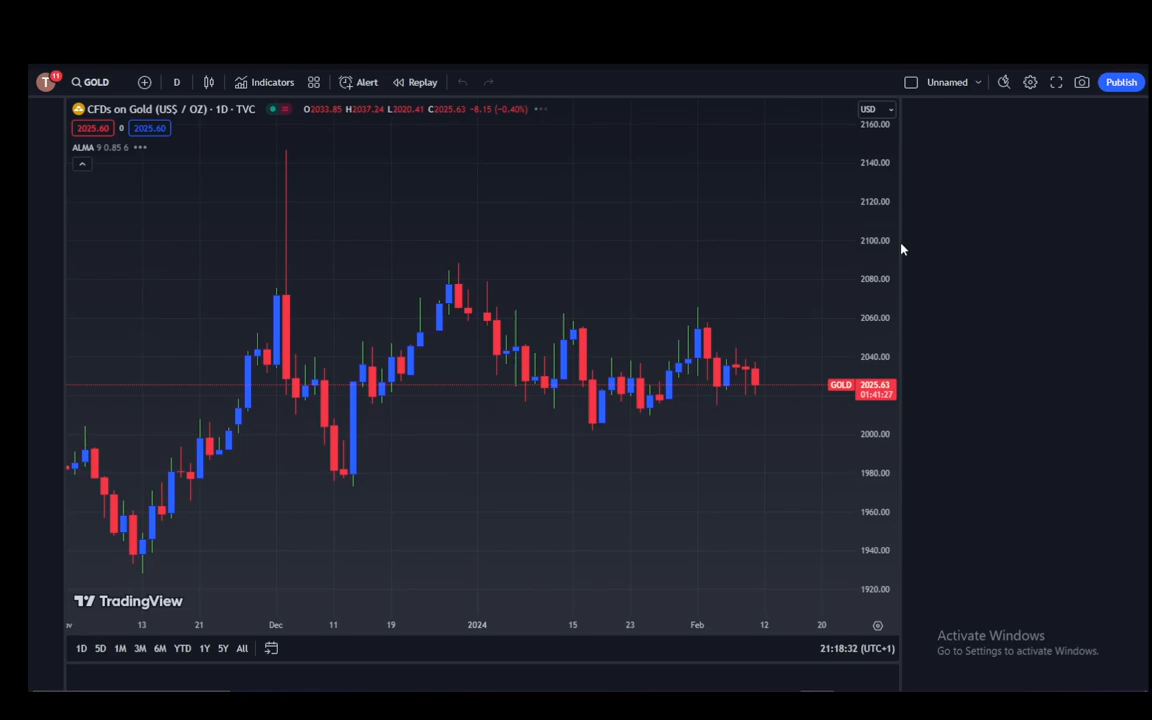 T 11 GOLD D Indicators Alert Replay Unnamed Publish
CFDs on Gold (US$ / OZ) · 1D · TVC O2033.85 H2037.24 L2020.41 C2025.63 -8.15 (-0.40%) USD
2025.60 0 2025.60
ALMA 9 0.85 6
2160.00
2140.00
2120.00
2100.00
2080.00
2060.00
2040.00
GOLD 2025.63
01:41:27
2000.00
1980.00
1960.00
1940.00
1920.00
TradingView
13 21 Dec 11 19 2024 15 23 Feb 12 20
1D 5D 1M 3M 6M YTD 1Y 5Y All 21:18:32 (UTC+1)
Activate Windows
Go to Settings to activate Windows.